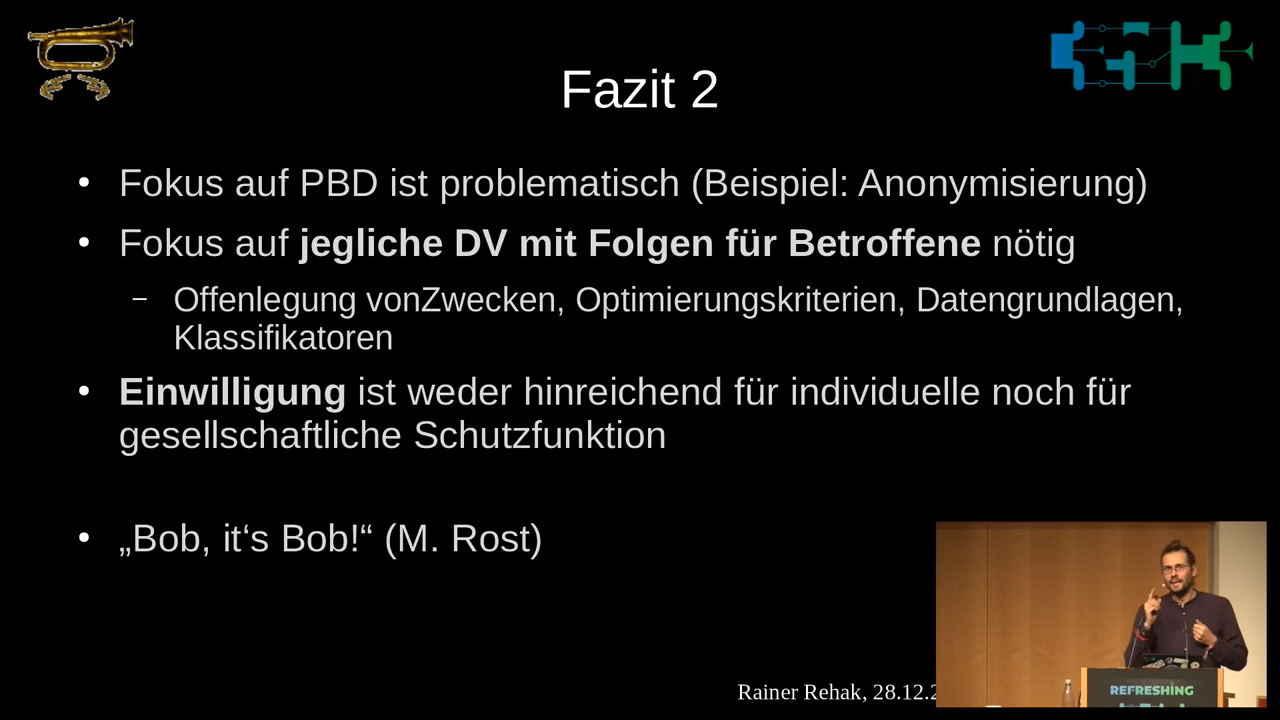 Fazit 2
Fokus auf PBD ist problematisch (Beispiel: Anonymisierung)
Fokus auf jegliche DV mit Folgen für Betroffene nötig
Offenlegung vonZwecken, Optimierungskriterien, Datengrundlagen,
Klassifikatoren
Einwilligung ist weder hinreichend für individuelle noch für
gesellschaftliche Schutzfunktion
„Bob, it‘s Bob!“ (M. Rost)
Rainer Rehak, 28.12.2
REFRESHING